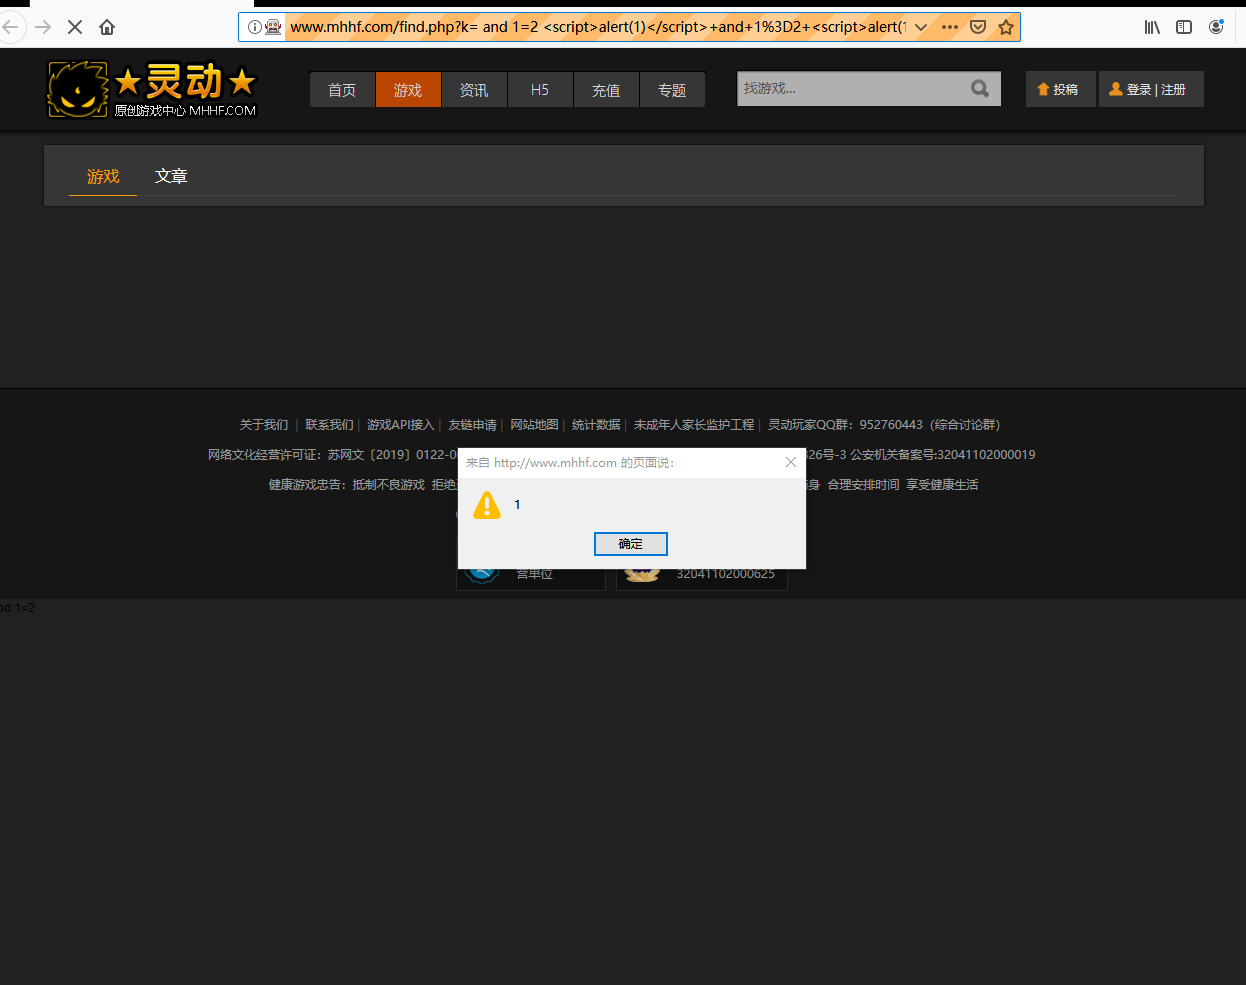 www.mhhf.com/find.php?k= and 1=2 <script>alert(1)</script>+and+1%3D2+<script>alert(1
★灵动★
原创游戏中心 MHHF.COM
首页 游戏 资讯 H5 充值 专题
找游戏...
投稿
登录 | 注册
游戏 文章
关于我们 | 联系我们 | 游戏API接入 | 友链申请 | 网站地图 | 统计数据 | 未成年人家长监护工程 | 灵动玩家QQ群：952760443（综合讨论群）
网络文化经营许可证：苏网文〔2019〕0122-0 26号-3 公安机关备案号:32041102000019
健康游戏忠告：抵制不良游戏 拒绝 身 合理安排时间 享受健康生活
来自 http://www.mhhf.com 的页面说：
1
确定
营单位
32041102000625
nd 1=2